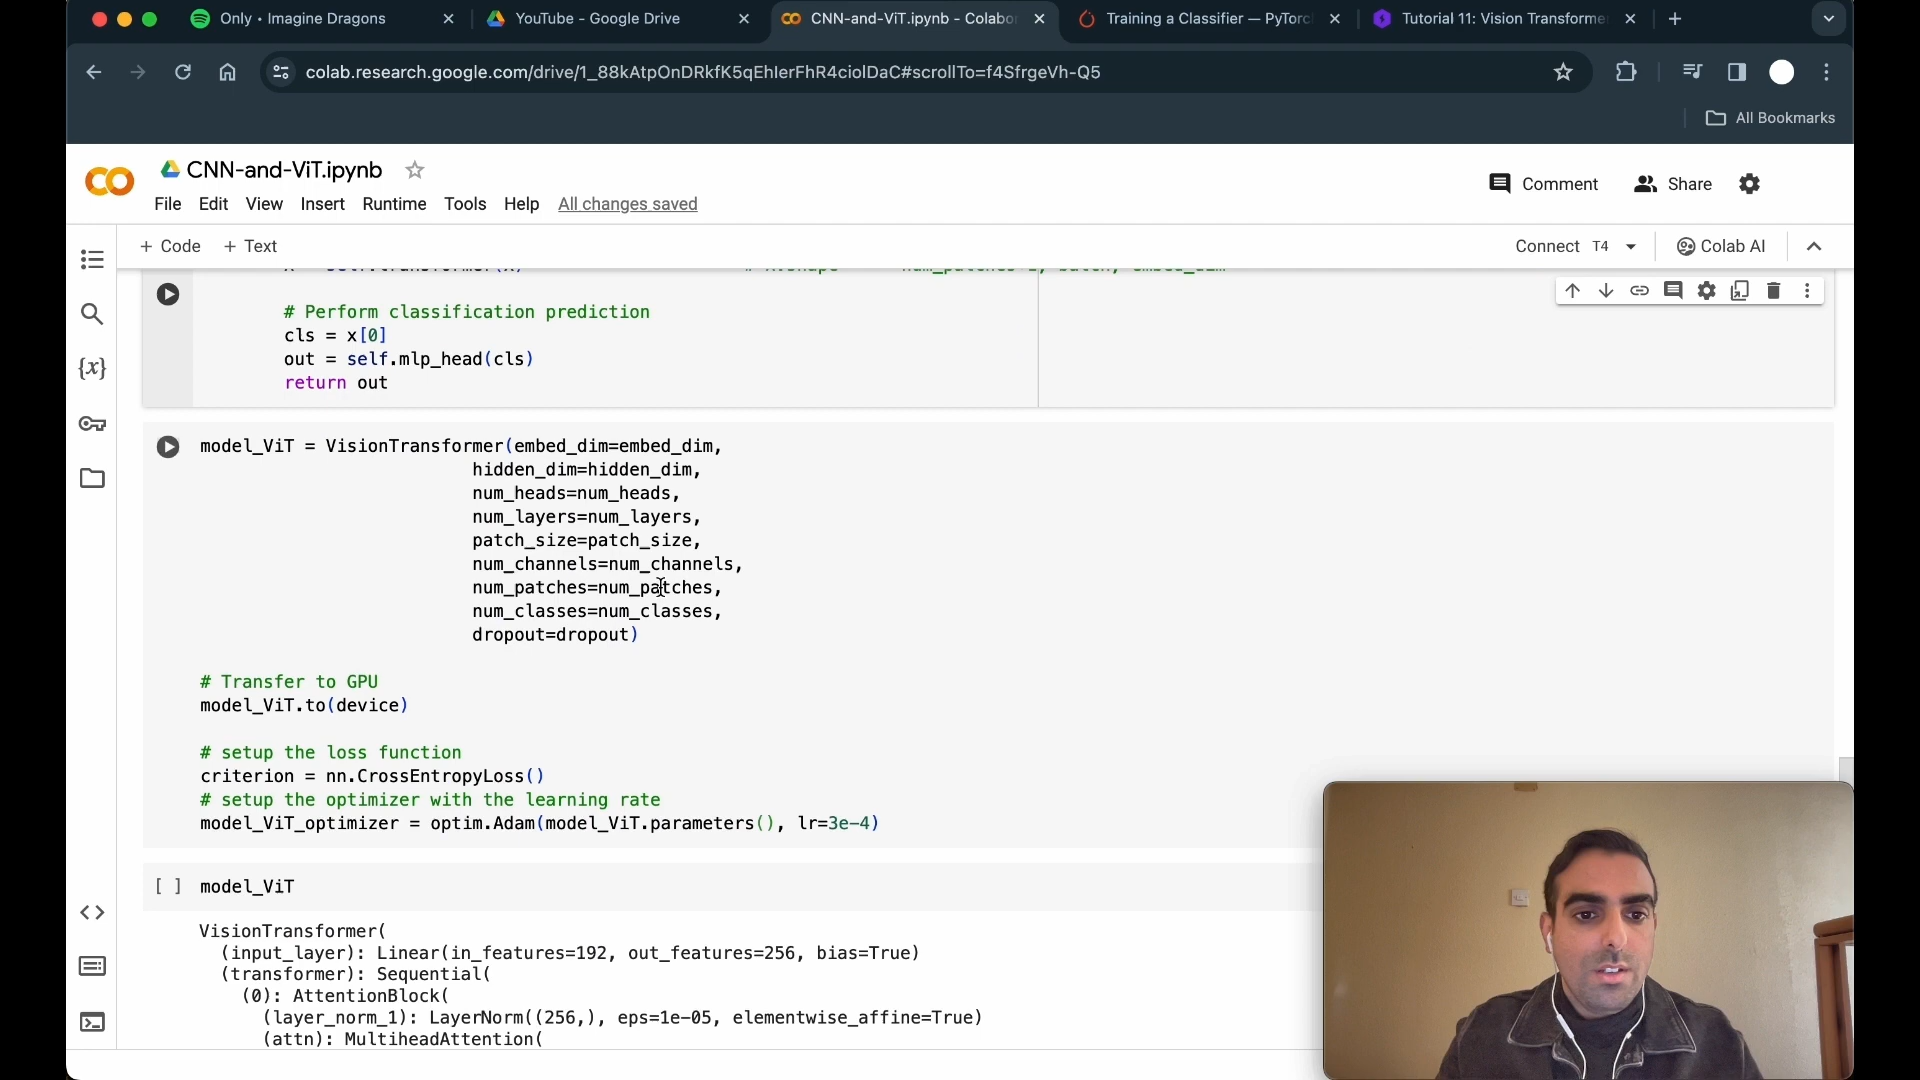 Only • Imagine Dragons
YouTube - Google Drive
CNN-and-ViT.ipynb - Colabo
Training a Classifier — PyTorc
Tutorial 11: Vision Transforme
colab.research.google.com/drive/1_88kAtpOnDRkfK5qEhIerFhR4cioIDaC#scrollTo=f4SfrgeVh-Q5
All Bookmarks
CNN-and-ViT.ipynb
Comment
Share
File Edit View Insert Runtime Tools Help All changes saved
+ Code + Text
Connect T4
Colab AI
# Perform classification prediction
cls = x[0]
out = self.mlp_head(cls)
return out
model_ViT = VisionTransformer(embed_dim=embed_dim,
hidden_dim=hidden_dim,
num_heads=num_heads,
num_layers=num_layers,
patch_size=patch_size,
num_channels=num_channels,
num_patches=num_patches,
num_classes=num_classes,
dropout=dropout)
# Transfer to GPU
model_ViT.to(device)
# setup the loss function
criterion = nn.CrossEntropyLoss()
# setup the optimizer with the learning rate
model_ViT_optimizer = optim.Adam(model_ViT.parameters(), lr=3e-4)
[ ] model_ViT
VisionTransformer(
(input_layer): Linear(in_features=192, out_features=256, bias=True)
(transformer): Sequential(
(0): AttentionBlock(
(layer_norm_1): LayerNorm((256,), eps=1e-05, elementwise_affine=True)
(attn): MultiheadAttention(